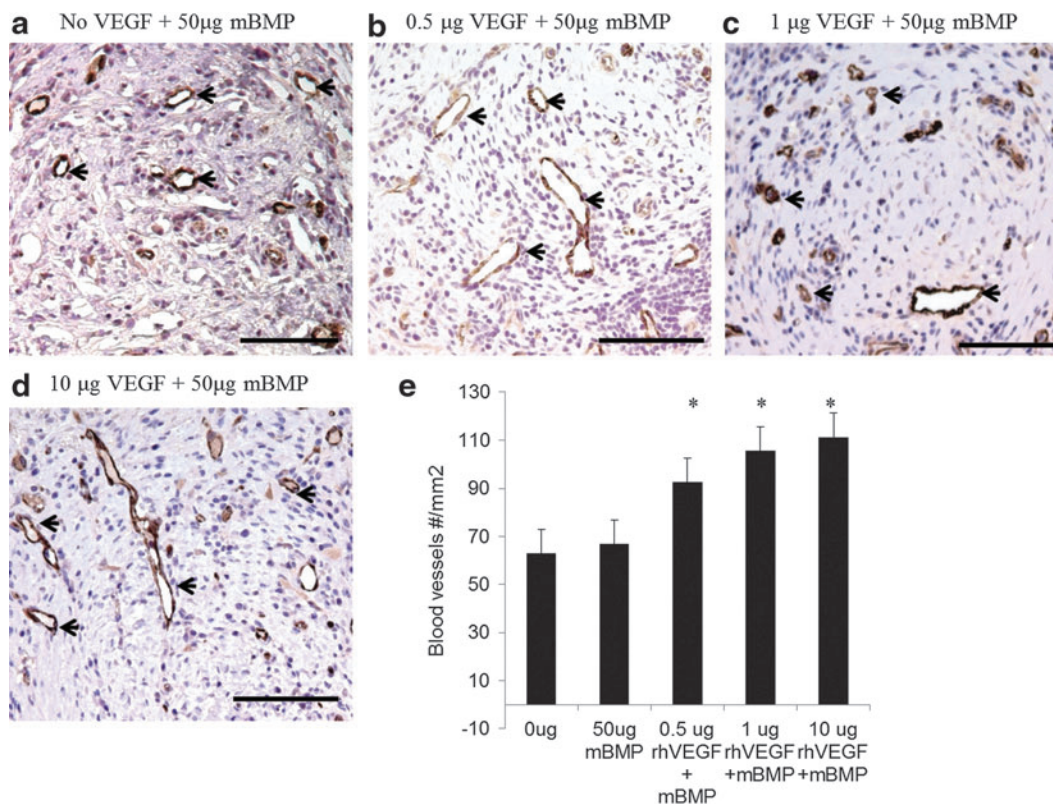 a No VEGF + 50µg mBMP
b 0.5 µg VEGF + 50µg mBMP
c 1 µg VEGF + 50µg mBMP
d 10 µg VEGF + 50µg mBMP
e
130
110
90
70
50
30
10
-10
Blood vessels #/mm2
* * *
0ug 50ug 0.5 ug 1 ug 10 ug
mBMP rhVEGF rhVEGF rhVEGF
+ +mBMP +mBMP
mBMP